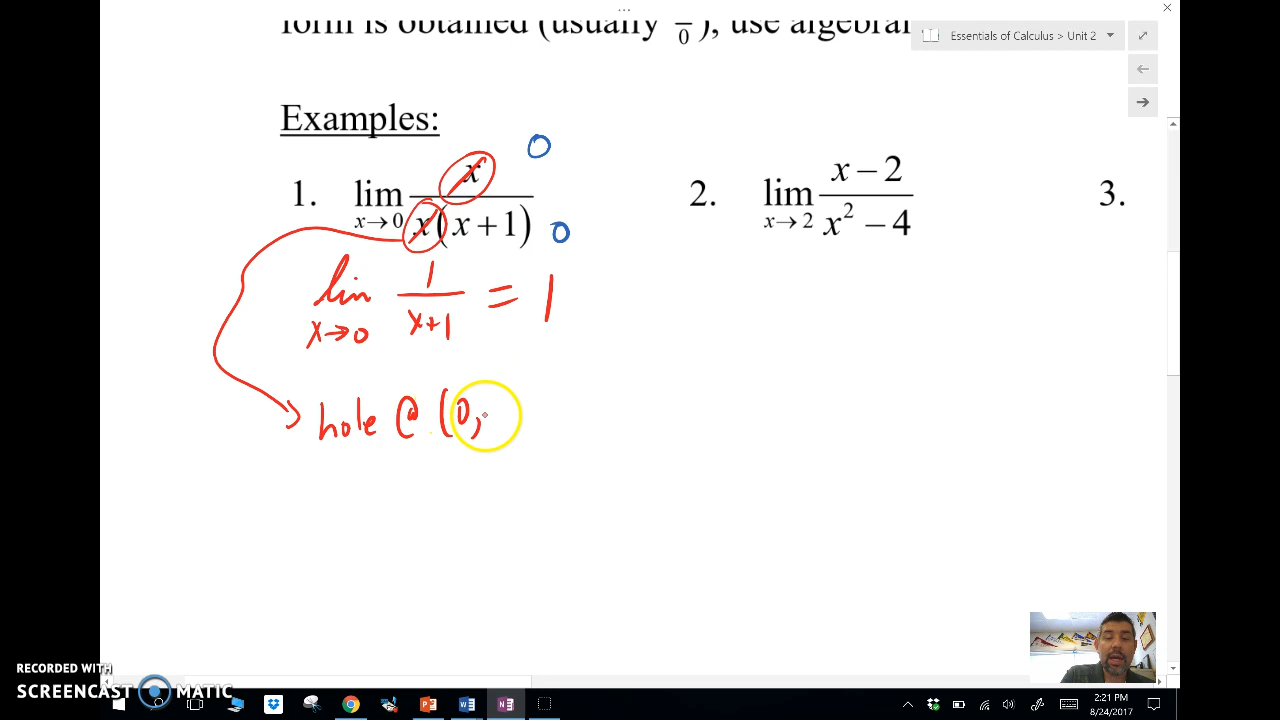 form is obtained (usually 0/0), use algebra
Essentials of Calculus > Unit 2
Examples:
1. lim x→0 x/(x(x+1)) 0 0
2. lim x→2 (x−2)/(x²−4)
3.
lim x→0 1/(x+1) = 1
hole @ (0,
RECORDED WITH
SCREENCAST MATIC
2:21 PM
8/24/2017